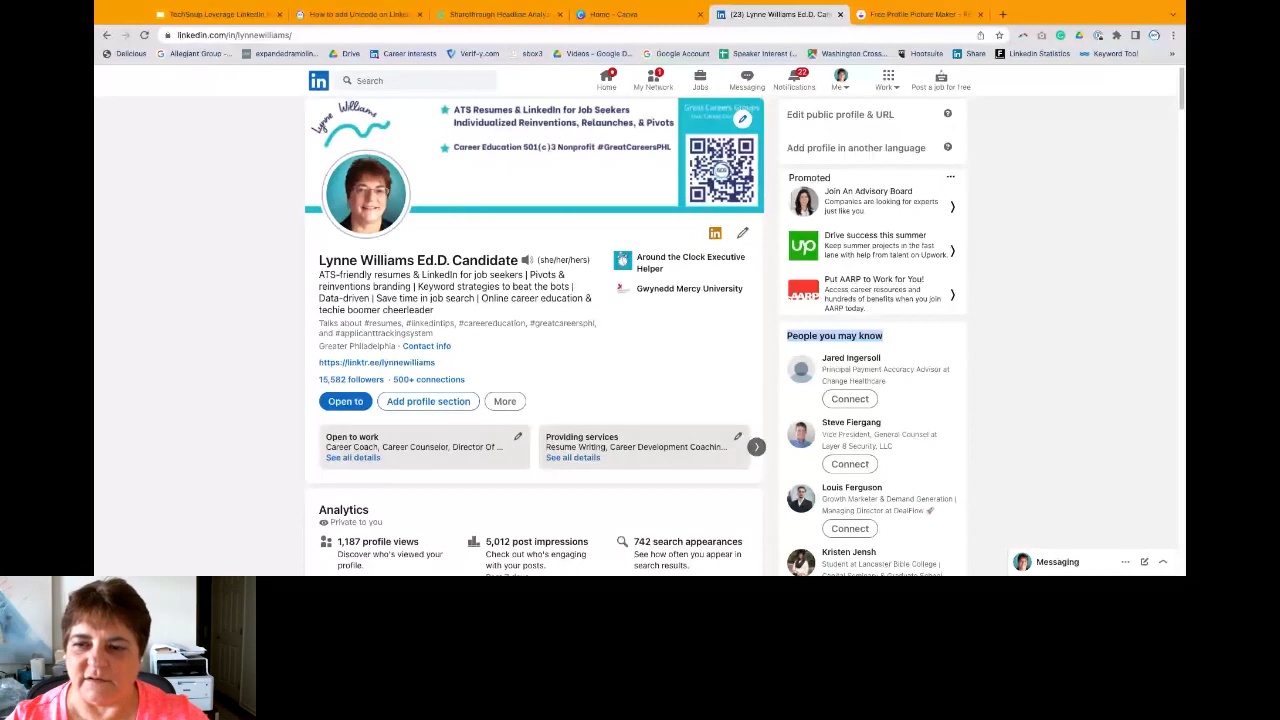 TechSoup Leverage LinkedIn
How to add Unicode on Linke
Sharethrough Headline Analyz
Home - Canva
(23) Lynne Williams Ed.D. Can
Free Profile Picture Maker - R
linkedin.com/in/lynnewilliams/
Delicious
Allegiant Group -...
expandedramblin...
Drive
Career interests
Verif-y.com
sbox3
Videos - Google D...
Google Account
Speaker Interest (...
Washington Cross...
Hootsuite
Share
LinkedIn Statistics
Keyword Tool
Search
Home
My Network
Jobs
Messaging
22
Notifications
Me
Work
Post a job for free
Lynne Williams
ATS Resumes & LinkedIn for Job Seekers
Individualized Reinventions, Relaunches, & Pivots
Career Education 501(c)3 Nonprofit #GreatCareersPHL
Great Careers Groups
Lynne Williams Ed.D. Candidate (she/her/hers)
ATS-friendly resumes & LinkedIn for job seekers | Pivots &
reinventions branding | Keyword strategies to beat the bots |
Data-driven | Save time in job search | Online career education &
techie boomer cheerleader
Talks about #resumes, #linkedintips, #careereducation, #greatcareersphl,
and #applicanttrackingsystem
Greater Philadelphia · Contact info
https://linktr.ee/lynnewilliams
15,582 followers · 500+ connections
Open to
Add profile section
More
Around the Clock Executive
Helper
Gwynedd Mercy University
Open to work
Career Coach, Career Counselor, Director Of ...
See all details
Providing services
Resume Writing, Career Development Coachin...
See all details
Analytics
Private to you
1,187 profile views
Discover who's viewed your
profile.
5,012 post impressions
Check out who's engaging
with your posts.
742 search appearances
See how often you appear in
search results.
Edit public profile & URL
Add profile in another language
Promoted
Join An Advisory Board
Companies are looking for experts
just like you.
Drive success this summer
Keep summer projects in the fast
lane with help from talent on Upwork.
Put AARP to Work for You!
Access career resources and
hundreds of benefits when you join
AARP today.
People you may know
Jared Ingersoll
Principal Payment Accuracy Advisor at
Change Healthcare
Connect
Steve Fiergang
Vice President, General Counsel at
Layer 8 Security, LLC
Connect
Louis Ferguson
Growth Marketer & Demand Generation |
Managing Director at DealFlow 🚀
Connect
Kristen Jensh
Student at Lancaster Bible College |
Messaging